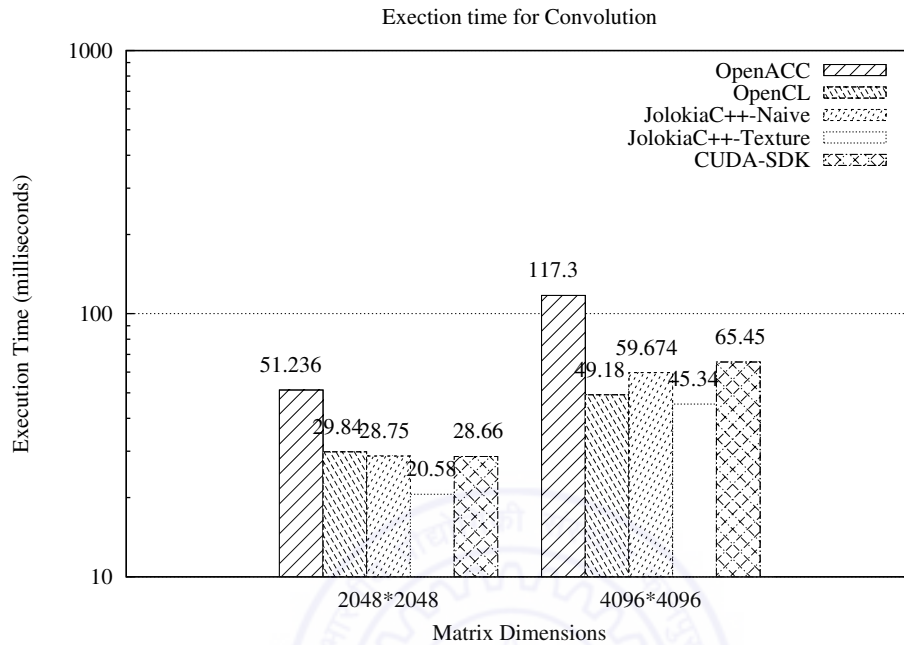 Exection time for Convolution
1000
100
10
Execution Time (milliseconds)
OpenACC
OpenCL
JolokiaC++-Naive
JolokiaC++-Texture
CUDA-SDK
51.236
29.84
28.75
20.58
28.66
117.3
49.18
59.674
45.34
65.45
2048*2048
4096*4096
Matrix Dimensions